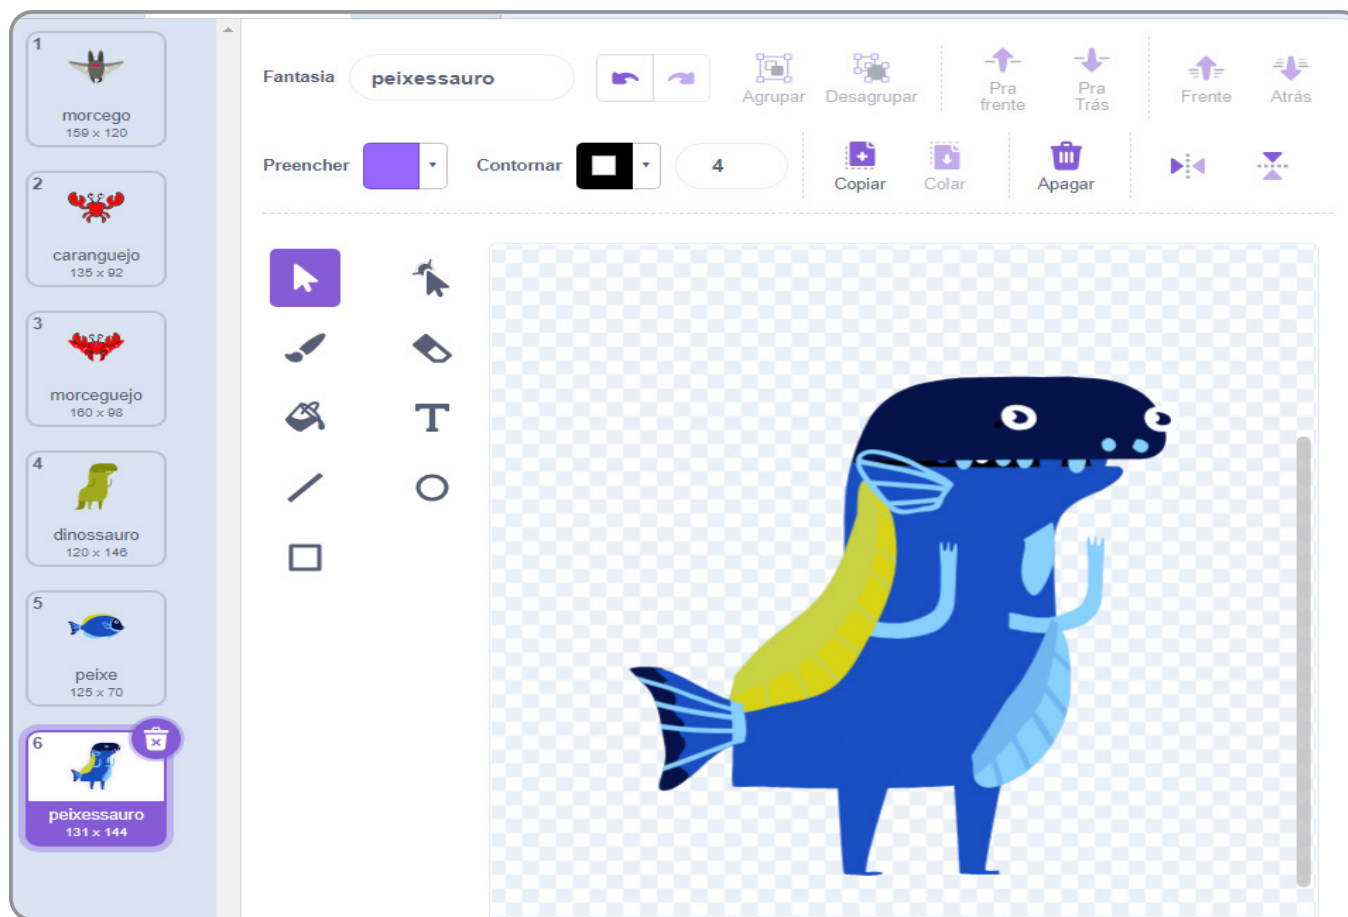 1
morcego
159 x 120
2
caranguejo
135 x 92
3
morceguejo
160 x 98
4
dinossauro
120 x 146
5
peixe
125 x 70
6
peixessauro
131 x 144
Fantasia peixessauro
Agrupar Desagrupar
Pra frente
Pra Trás
Frente Atrás
Preencher Contornar 4
Copiar Colar Apagar
T